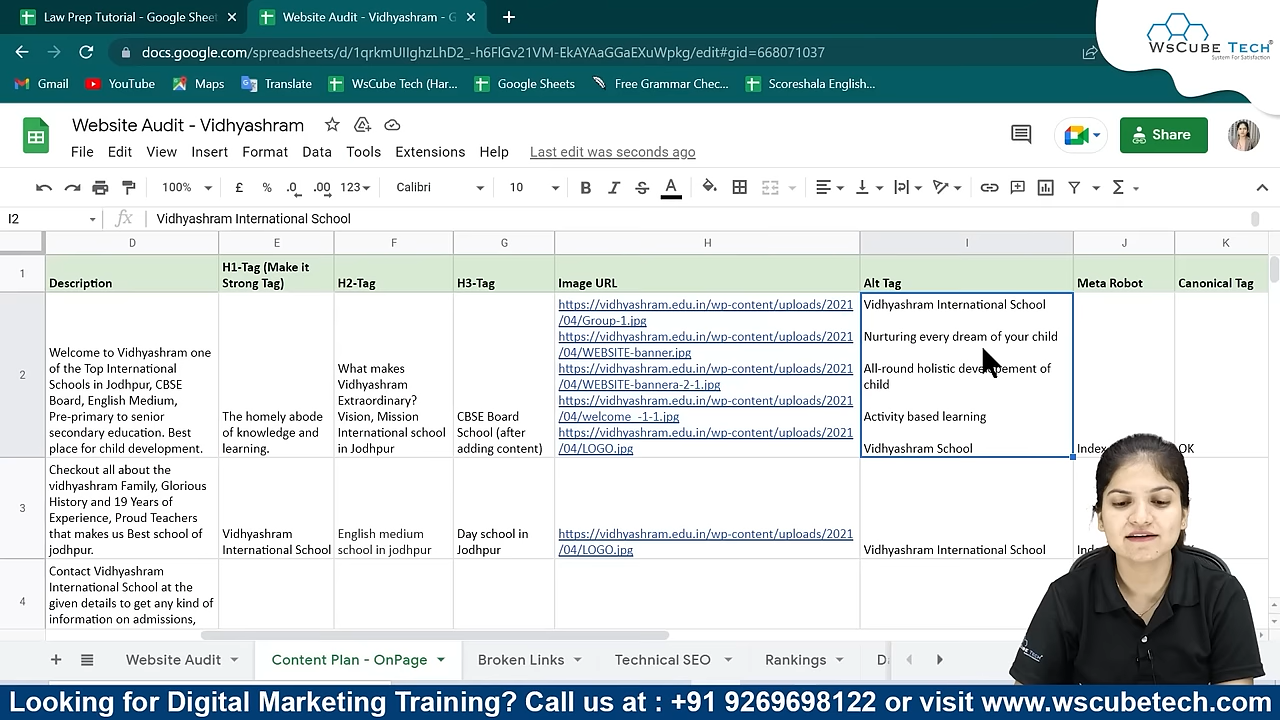 Law Prep Tutorial - Google Sheet
Website Audit - Vidhyashram - G
WsCube Tech
System For Satisfaction
docs.google.com/spreadsheets/d/1qrkmUIIghzLhD2_-h6FlGv21VM-EkAYAaGGaEXuWpkg/edit#gid=668071037
Gmail YouTube Maps Translate WsCube Tech (Har... Google Sheets Free Grammar Chec... Scoreshala English...
Website Audit - Vidhyashram
Share
File Edit View Insert Format Data Tools Extensions Help Last edit was seconds ago
100% £ % .0 .00 123 Calibri 10 B I S A Σ
I2 fx Vidhyashram International School
D E F G H I J K
1
Description
H1-Tag (Make it
Strong Tag)
H2-Tag
H3-Tag
Image URL
Alt Tag
Meta Robot
Canonical Tag
2
Welcome to Vidhyashram one
of the Top International
Schools in Jodhpur, CBSE
Board, English Medium,
Pre-primary to senior
secondary education. Best
place for child development.
The homely abode
of knowledge and
learning.
What makes
Vidhyashram
Extraordinary?
Vision, Mission
International school
in Jodhpur
CBSE Board
School (after
adding content)
https://vidhyashram.edu.in/wp-content/uploads/2021
/04/Group-1.jpg
https://vidhyashram.edu.in/wp-content/uploads/2021
/04/WEBSITE-banner.jpg
https://vidhyashram.edu.in/wp-content/uploads/2021
/04/WEBSITE-bannera-2-1.jpg
https://vidhyashram.edu.in/wp-content/uploads/2021
/04/welcome_-1-1.jpg
https://vidhyashram.edu.in/wp-content/uploads/2021
/04/LOGO.jpg
Vidhyashram International School
Nurturing every dream of your child
All-round holistic developement of
child
Activity based learning
Vidhyashram School
Index
OK
3
Checkout all about the
vidhyashram Family, Glorious
History and 19 Years of
Experience, Proud Teachers
that makes us Best school of
jodhpur.
Vidhyashram
International School
English medium
school in jodhpur
Day school in
Jodhpur
https://vidhyashram.edu.in/wp-content/uploads/2021
/04/LOGO.jpg
Vidhyashram International School
4
Contact Vidhyashram
International School at the
given details to get any kind of
information on admissions,
Website Audit Content Plan - OnPage Broken Links Technical SEO Rankings
Looking for Digital Marketing Training? Call us at : +91 9269698122 or visit www.wscubetech.com